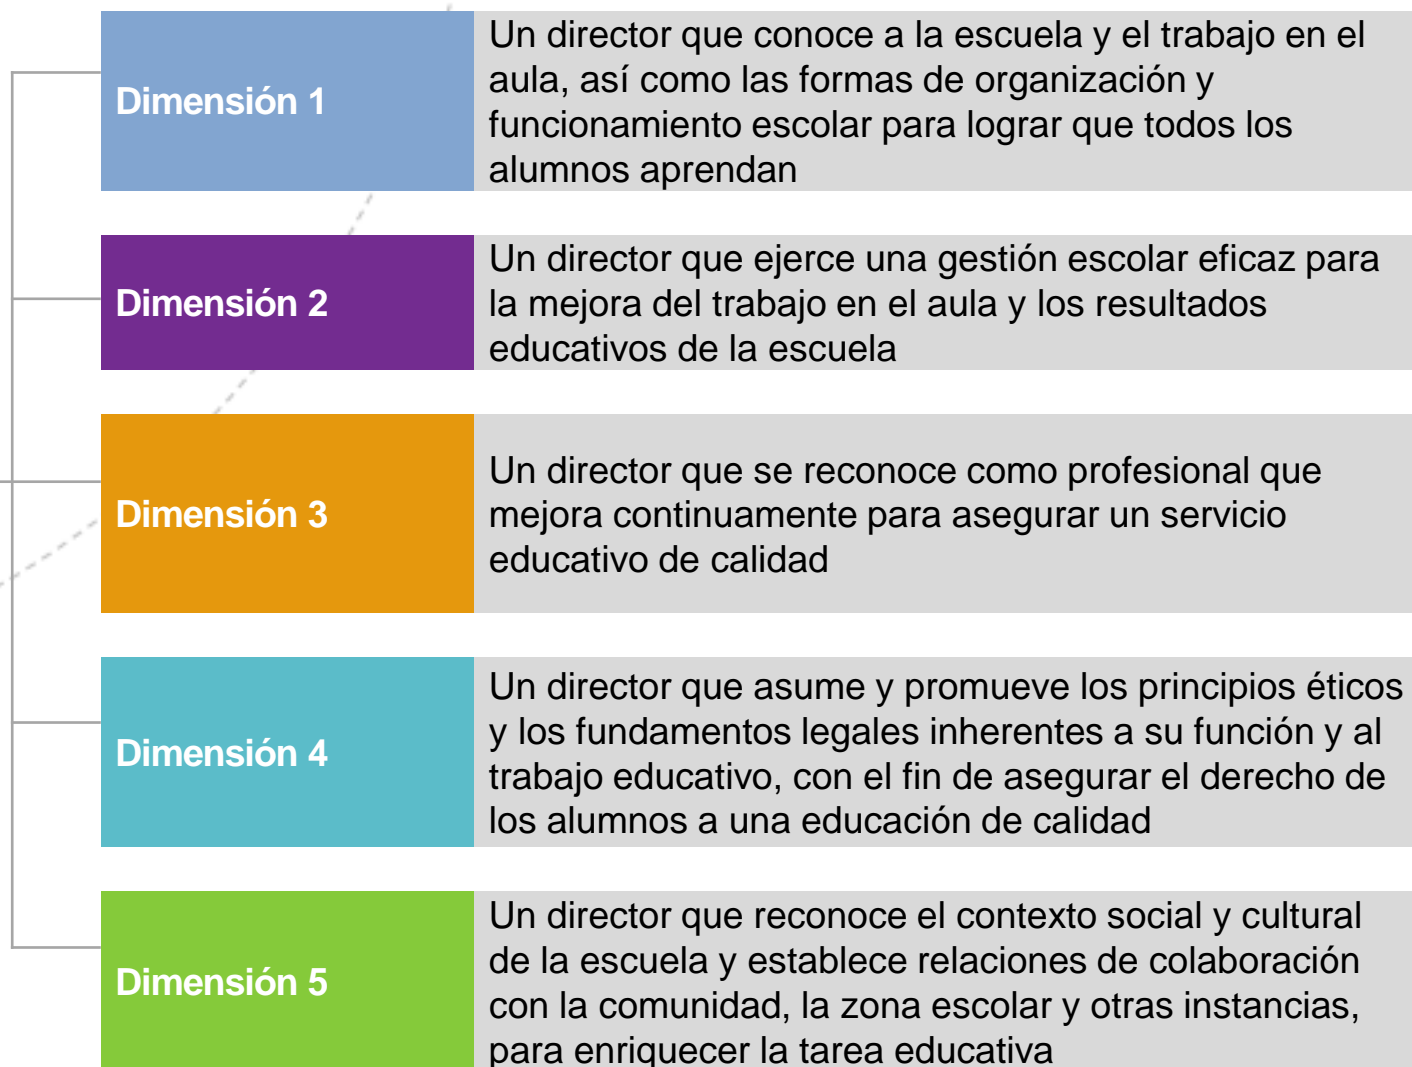 Dimensión 1
Un director que conoce a la escuela y el trabajo en el
aula, así como las formas de organización y
funcionamiento escolar para lograr que todos los
alumnos aprendan
Dimensión 2
Un director que ejerce una gestión escolar eficaz para
la mejora del trabajo en el aula y los resultados
educativos de la escuela
Dimensión 3
Un director que se reconoce como profesional que
mejora continuamente para asegurar un servicio
educativo de calidad
Dimensión 4
Un director que asume y promueve los principios éticos
y los fundamentos legales inherentes a su función y al
trabajo educativo, con el fin de asegurar el derecho de
los alumnos a una educación de calidad
Dimensión 5
Un director que reconoce el contexto social y cultural
de la escuela y establece relaciones de colaboración
con la comunidad, la zona escolar y otras instancias,
para enriquecer la tarea educativa